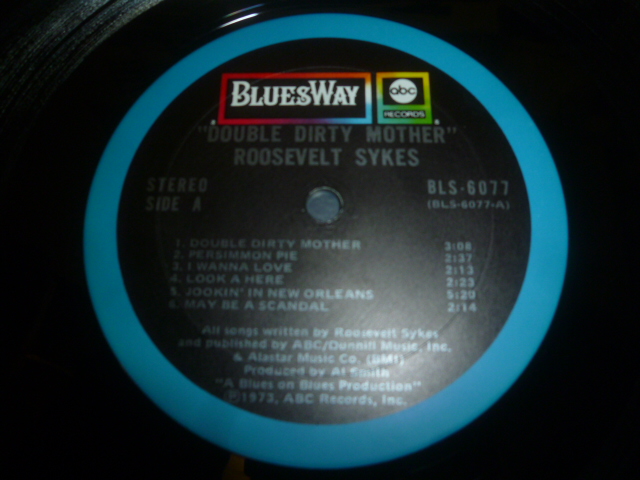 BLUESWAY abc
RECORDS
"DOUBLE DIRTY MOTHER"
ROOSEVELT SYKES
STEREO BLS-6077
SIDE A (BLS-6077-A)
1. DOUBLE DIRTY MOTHER 3:08
2. PERSIMMON PIE 2:37
3. I WANNA LOVE 2:13
4. LOOK A HERE 2:23
5. JOOKIN' IN NEW ORLEANS 5:20
6. MAY BE A SCANDAL 2:14
All songs written by Roosevelt Sykes
and published by ABC/Dunhill Music, Inc.
& Alastar Music Co. (BMI)
Produced by Al Smith
"A Blues on Blues Production"
℗1973, ABC Records, Inc.